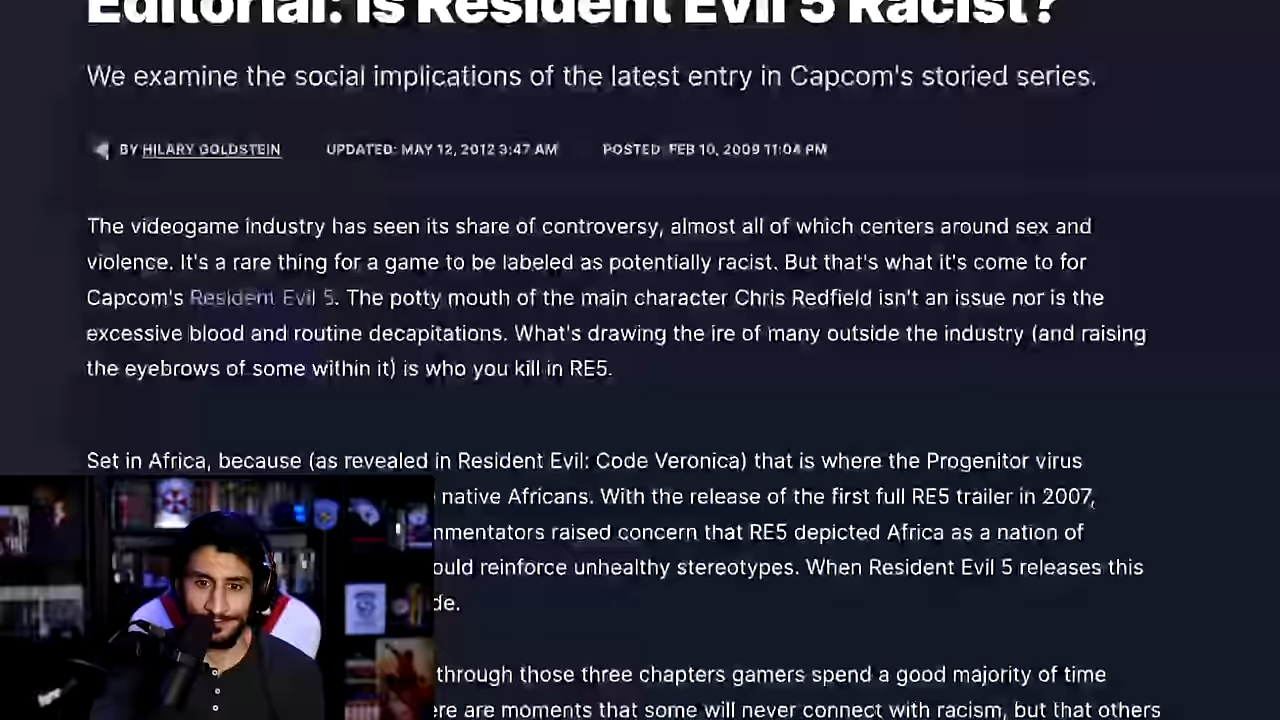 Editorial: Is Resident Evil 5 Racist?
We examine the social implications of the latest entry in Capcom's storied series.
BY HILARY GOLDSTEIN UPDATED: MAY 12, 2012 3:47 AM POSTED: FEB 10, 2009 11:04 PM
The videogame industry has seen its share of controversy, almost all of which centers around sex and
violence. It's a rare thing for a game to be labeled as potentially racist. But that's what it's come to for
Capcom's Resident Evil 5. The potty mouth of the main character Chris Redfield isn't an issue nor is the
excessive blood and routine decapitations. What's drawing the ire of many outside the industry (and raising
the eyebrows of some within it) is who you kill in RE5.
Set in Africa, because (as revealed in Resident Evil: Code Veronica) that is where the Progenitor virus
native Africans. With the release of the first full RE5 trailer in 2007,
mmentators raised concern that RE5 depicted Africa as a nation of
ould reinforce unhealthy stereotypes. When Resident Evil 5 releases this
de.
through those three chapters gamers spend a good majority of time
ere are moments that some will never connect with racism, but that others